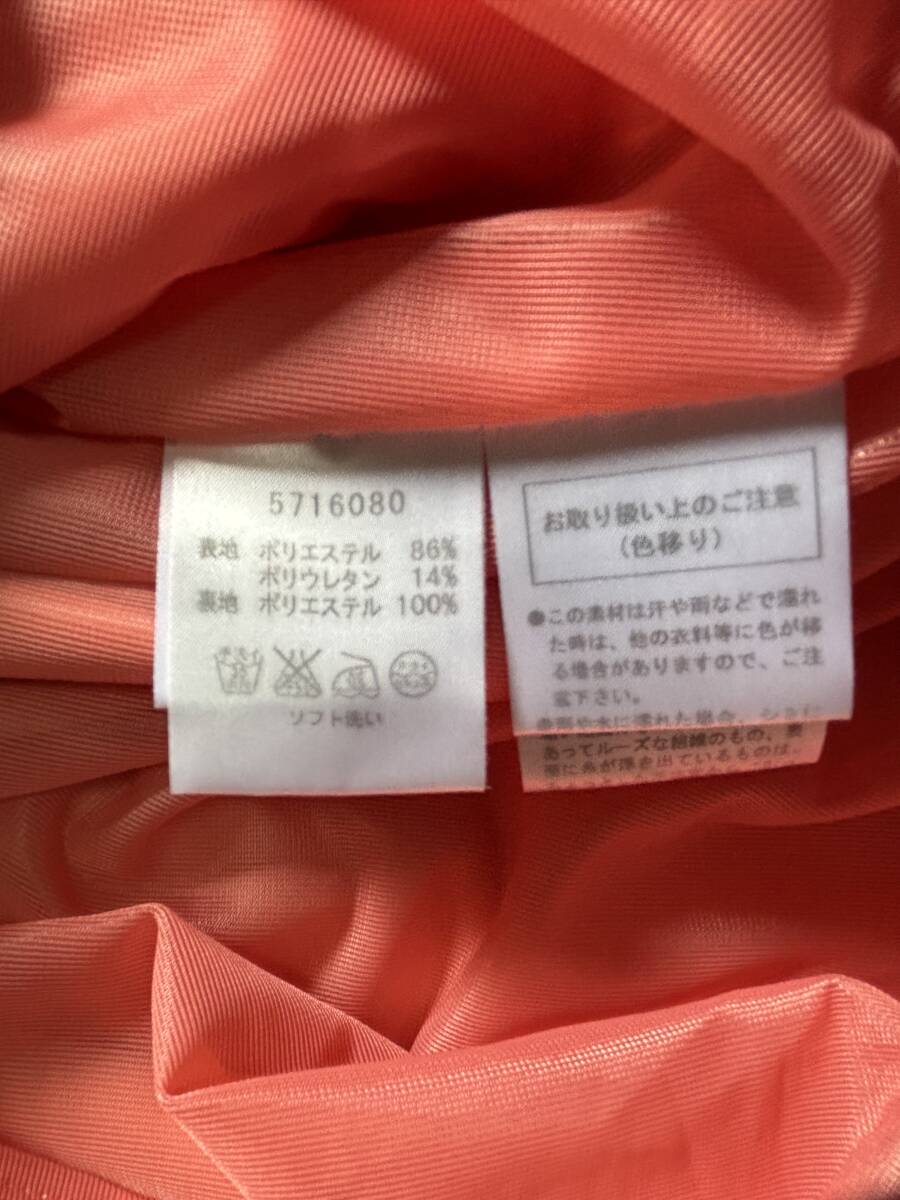 5716080
表地 ポリエステル 86%
ポリウレタン 14%
裏地 ポリエステル 100%
ソフト洗い
お取り扱い上のご注意
(色移り)
●この素材は汗や雨などで濡れ
た時は、他の衣料等に色が移
る場合がありますので、ご注
意下さい。
あってルーズな組織のもの、表
面に糸が浮き出ているものは、